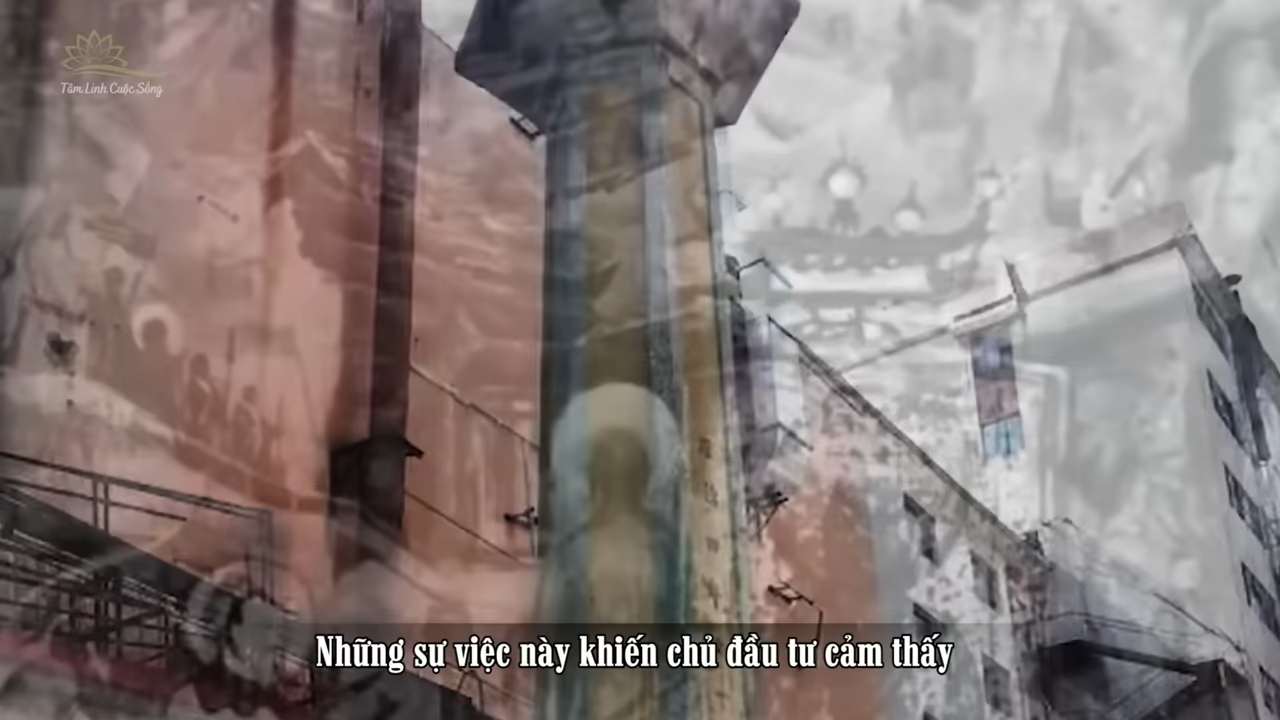 Tâm Linh Cuộc Sống
Những sự việc này khiến chủ đầu tư cảm thấy